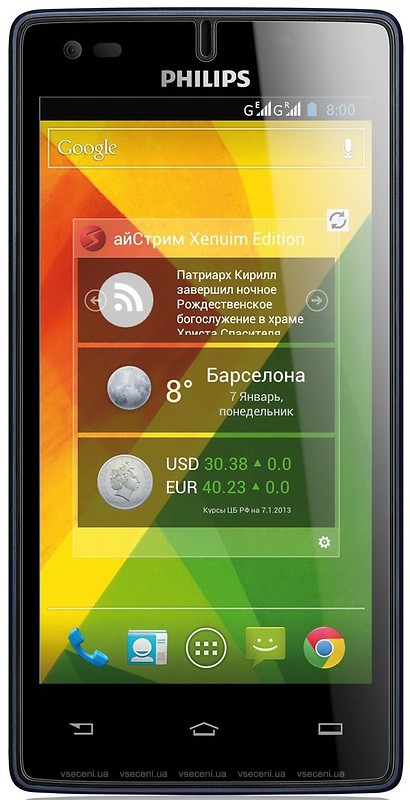 PHILIPS
G E G R 8:00
Google
айСтрим Xenuim Edition
Патриарх Кирилл
завершил ночное
Рождественское
богослужение в храме
Христа Спасителя
8° Барселона
7 Январь,
понедельник
USD 30.38 ▲ 0.0
EUR 40.23 ▲ 0.0
Курсы ЦБ РФ на 7.1.2013
vseceni.ua vseceni.ua vseceni.ua vseceni.ua vseceni.ua vseceni.ua